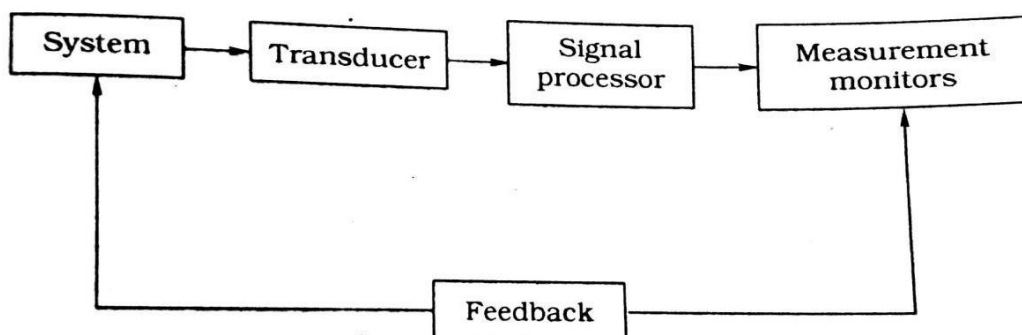 System
Transducer
Signal
processor
Measurement
monitors
Feedback